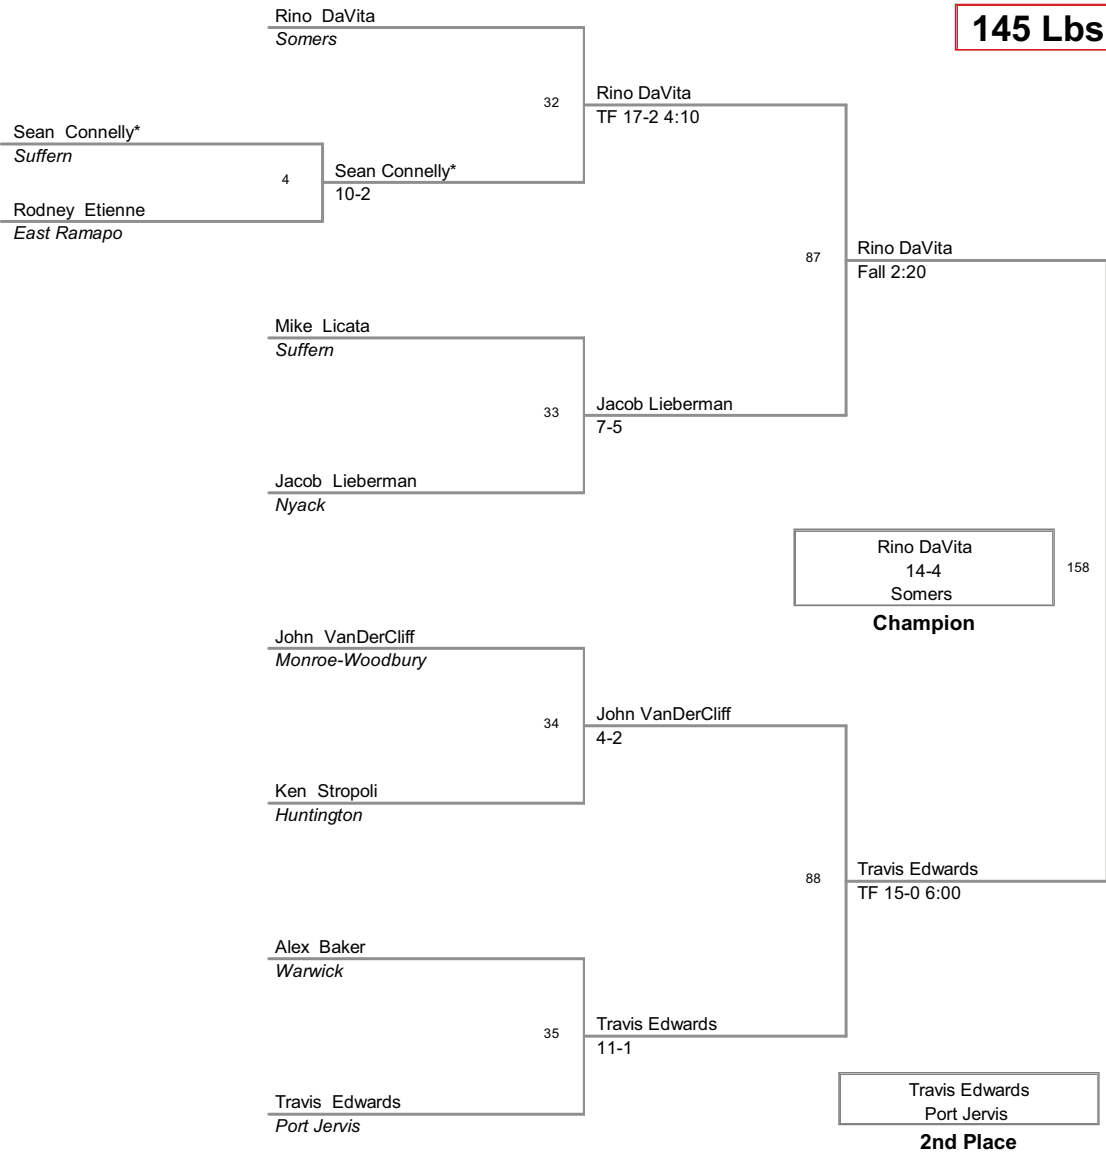 145 Lbs
Rino DaVita
Somers
32
Rino DaVita
TF 17-2 4:10
Sean Connelly*
Suffern
4
Sean Connelly*
10-2
Rodney Etienne
East Ramapo
87
Rino DaVita
Fall 2:20
Mike Licata
Suffern
33
Jacob Lieberman
7-5
Jacob Lieberman
Nyack
Rino DaVita
14-4
Somers
158
Champion
John VanDerCliff
Monroe-Woodbury
34
John VanDerCliff
4-2
Ken Stropoli
Huntington
88
Travis Edwards
TF 15-0 6:00
Alex Baker
Warwick
35
Travis Edwards
11-1
Travis Edwards
Port Jervis
Travis Edwards
Port Jervis
2nd Place